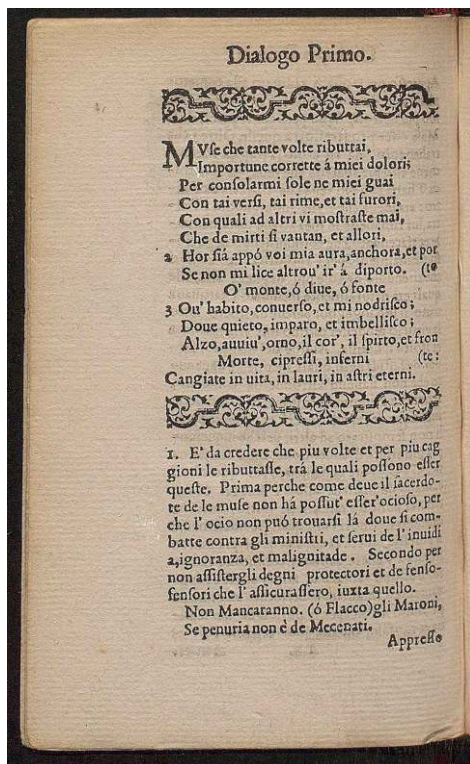 Dialogo Primo.
MVſe che tante volte ributtai,
Importune corrette á miei dolori;
Per conſolarmi ſole ne miei guai
Con tai verſi, tai rime, et tai furori,
Con quali ad altri vi moſtraſte mai,
Che de mirti ſi vantan, et allori,
2 Hor ſiá appó voi mia aura, anchora, et por
Se non mi lice altrou' ir' á diporto. (to
O' monte, ó diue, ó fonte
3 Ou' habito, conuerſo, et mi nodriſco;
Doue quieto, imparo, et imbelliſco;
Alzo, auuiu', orno, il cor', il ſpirto, et fron
Morte, cipreſſi, inferni (te:
Cangiate in uita, in lauri, in aſtri eterni.
1. E' da credere che piu volte et per piu cag
gioni le ributtaſſe, trá le quali poſſono eſſer
queſte. Prima perche come deue il ſacerdo-
te de le muſe non há poſſut' eſſer' ocioſo, per
che l' ocio non puó trouarſi lá doue ſi com-
batte contra gli miniſtri, et ſerui de l' inuidi
a, ignoranza, et malignitade. Secondo per
non aſſiſtergli degni protectori et de fenſo-
fenſori che l' aſſicuraſſero, iuxta quello.
Non Mancaranno. (ó Flacco) gli Maroni,
Se penuria non è de Mecenati.
Appreſſo